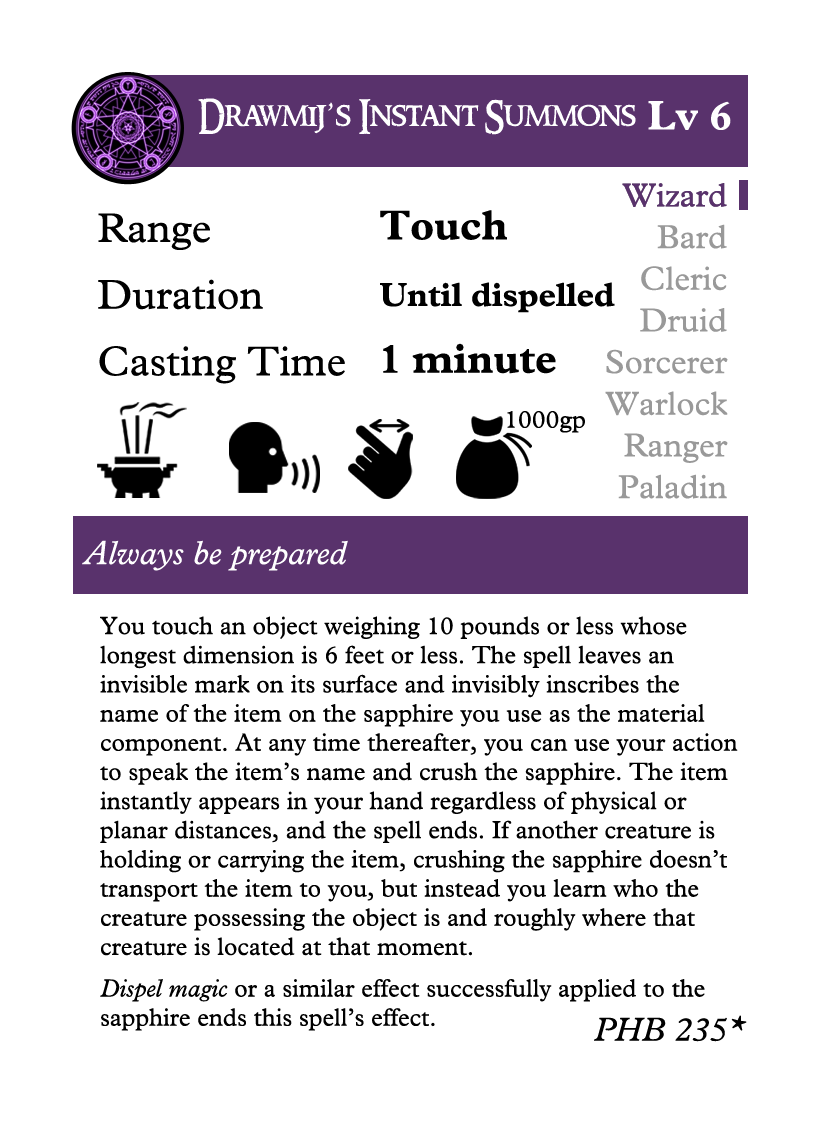 Drawmij's Instant Summons Lv 6
Wizard
Bard
Cleric
Druid
Sorcerer
Warlock
Ranger
Paladin
Range Touch
Duration Until dispelled
Casting Time 1 minute
1000gp
Always be prepared
You touch an object weighing 10 pounds or less whose
longest dimension is 6 feet or less. The spell leaves an
invisible mark on its surface and invisibly inscribes the
name of the item on the sapphire you use as the material
component. At any time thereafter, you can use your action
to speak the item's name and crush the sapphire. The item
instantly appears in your hand regardless of physical or
planar distances, and the spell ends. If another creature is
holding or carrying the item, crushing the sapphire doesn't
transport the item to you, but instead you learn who the
creature possessing the object is and roughly where that
creature is located at that moment.
Dispel magic or a similar effect successfully applied to the
sapphire ends this spell's effect.
PHB 235*